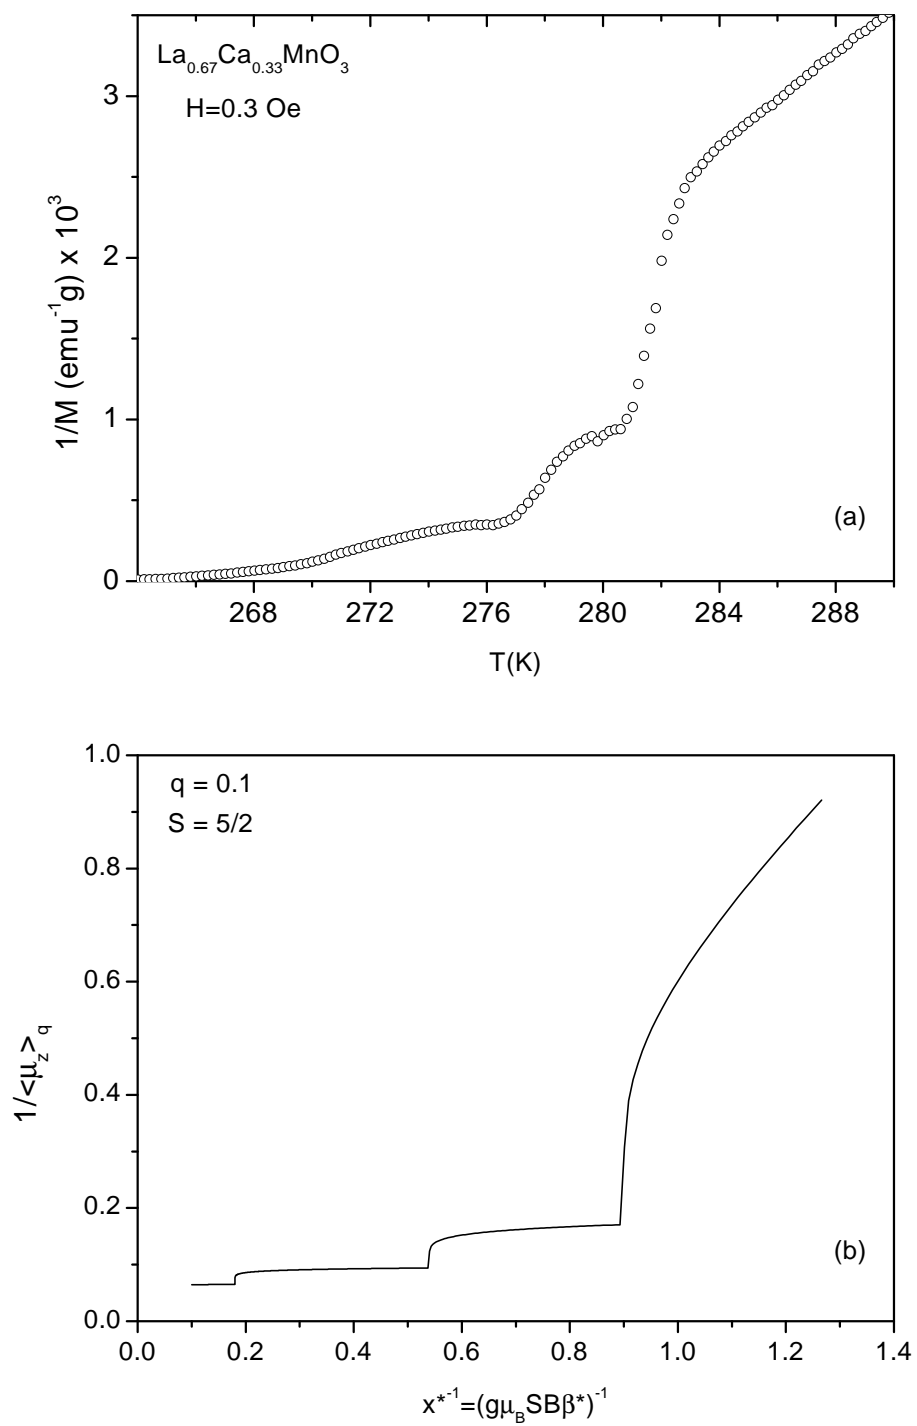 La0.67Ca0.33MnO3
H=0.3 Oe
1/M (emu-1g) x 103
3
2
1
0
(a)
268 272 276 280 284 288
T(K)
q = 0.1
S = 5/2
1/<μz>q
1.0
0.8
0.6
0.4
0.2
0.0
(b)
0.0 0.2 0.4 0.6 0.8 1.0 1.2 1.4
x*-1=(gμBSBβ*)-1